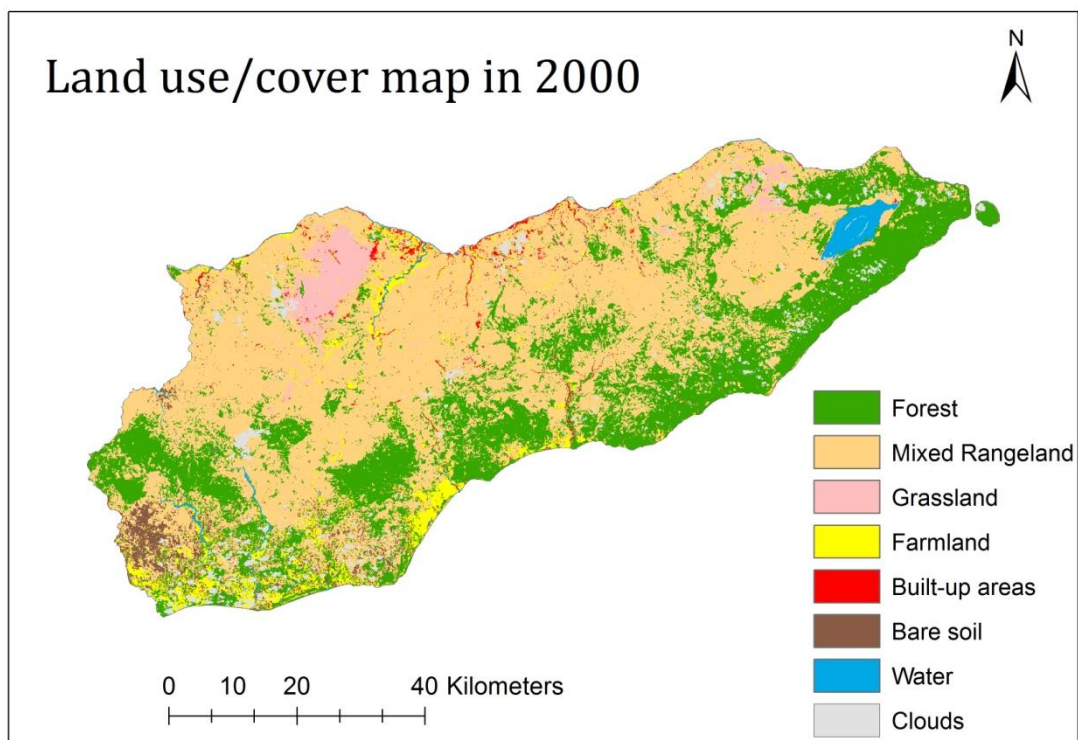 Land use/cover map in 2000
N
Forest
Mixed Rangeland
Grassland
Farmland
Built-up areas
Bare soil
Water
Clouds
0 10 20 40 Kilometers